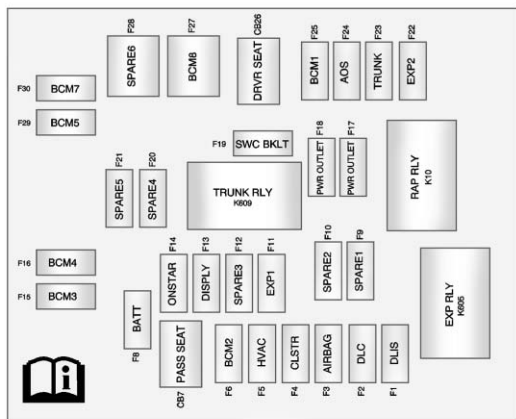 F28
F27
CB26
F25
F24
F23
F22
SPARE6
BCM8
DRVR SEAT
BCM1
AOS
TRUNK
EXP2
F30
BCM7
F29
BCM5
F19
SWC BKLT
F18
F17
PWR OUTLET
PWR OUTLET
F21
F20
SPARE5
SPARE4
TRUNK RLY
K609
RAP RLY
K10
F16
BCM4
F15
BCM3
F14
F13
F12
F11
ONSTAR
DISPLY
SPARE3
EXP1
F10
F9
SPARE2
SPARE1
EXP RLY
K605
BATT
F8
PASS SEAT
BCM2
HVAC
CLSTR
AIRBAG
DLC
DLIS
CB7
F6
F5
F4
F3
F2
F1
i